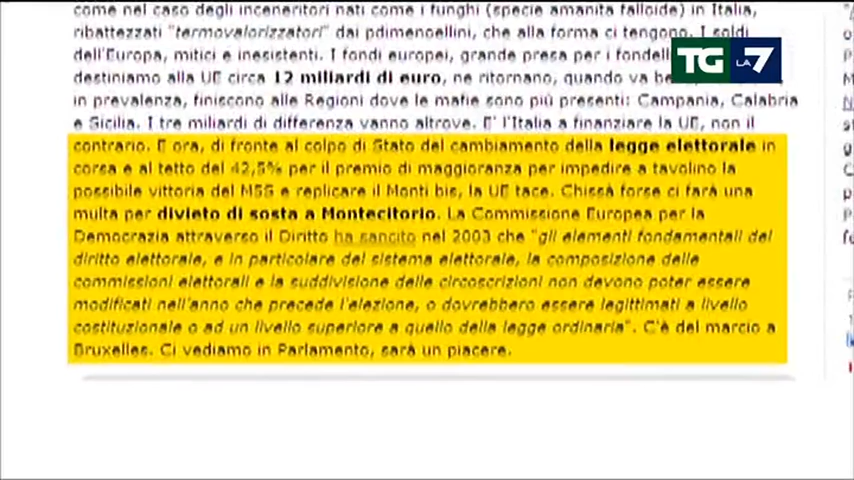 come nel caso degli inceneritori nati come i funghi (specie amanita falloide) in Italia,
ribattezzati "termovalorizzatori" dai pdimenoellini, che alla forma ci tengono. I soldi
dell'Europa, mitici e inesistenti. I fondi europei, grande presa per i fondell
destiniamo alla UE circa 12 miliardi di euro, ne ritornano, quando va be
in prevalenza, finiscono alle Regioni dove le mafie sono più presenti: Campania, Calabria
e Sicilia. I tre miliardi di differenza vanno altrove. E' l'Italia a finanziare la UE, non il
contrario. E ora, di fronte al colpo di Stato del cambiamento della legge elettorale in
corsa e al tetto del 42,5% per il premio di maggioranza per impedire a tavolino la
possibile vittoria del M5S e replicare il Monti bis, la UE tace. Chissà forse ci farà una
multa per divieto di sosta a Montecitorio. La Commissione Europea per la
Democrazia attraverso il Diritto ha sancito nel 2003 che "gli elementi fondamentali del
diritto elettorale, e in particolare del sistema elettorale, la composizione delle
commissioni elettorali e la suddivisione delle circoscrizioni non devono poter essere
modificati nell'anno che precede l'elezione, o dovrebbero essere legittimati a livello
costituzionale o ad un livello superiore a quello della legge ordinaria". C'è del marcio a
Bruxelles. Ci vediamo in Parlamento, sarà un piacere.
TG LA7